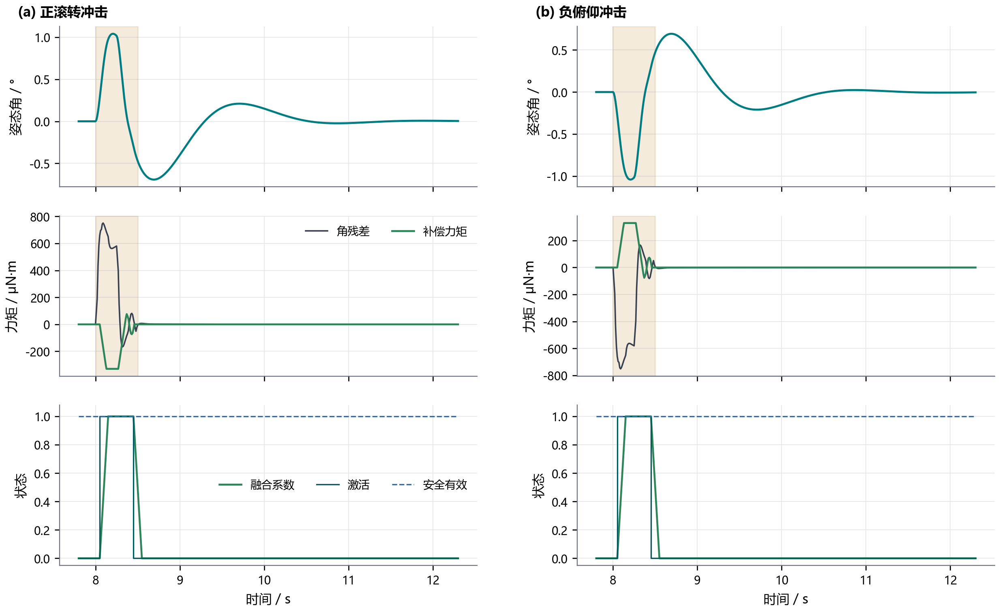 (a) 正滚转冲击
(b) 负俯仰冲击
姿态角 / °
1.0
0.5
0.0
-0.5
姿态角 / °
0.5
0.0
-0.5
-1.0
力矩 / μN·m
800
600
400
200
0
-200
角残差
补偿力矩
力矩 / μN·m
200
0
-200
-400
-600
-800
状态
1.0
0.8
0.6
0.4
0.2
0.0
融合系数
激活
安全有效
8 9 10 11 12
时间 / s
状态
1.0
0.8
0.6
0.4
0.2
0.0
8 9 10 11 12
时间 / s